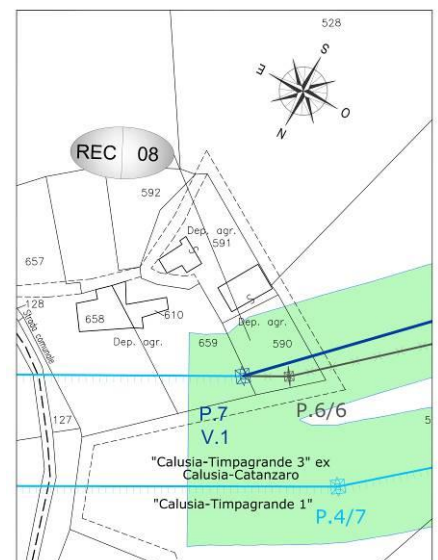 528
S
E
O
N
REC 08
592
Dep. agr.
591
657
128
Strada comunale
658
610
Dep. agr.
659
Dep. agr.
590
127
P.7
V.1
P.6/6
5
"Calusia-Timpagrande 3" ex
Calusia-Catanzaro
"Calusia-Timpagrande 1"
P.4/7